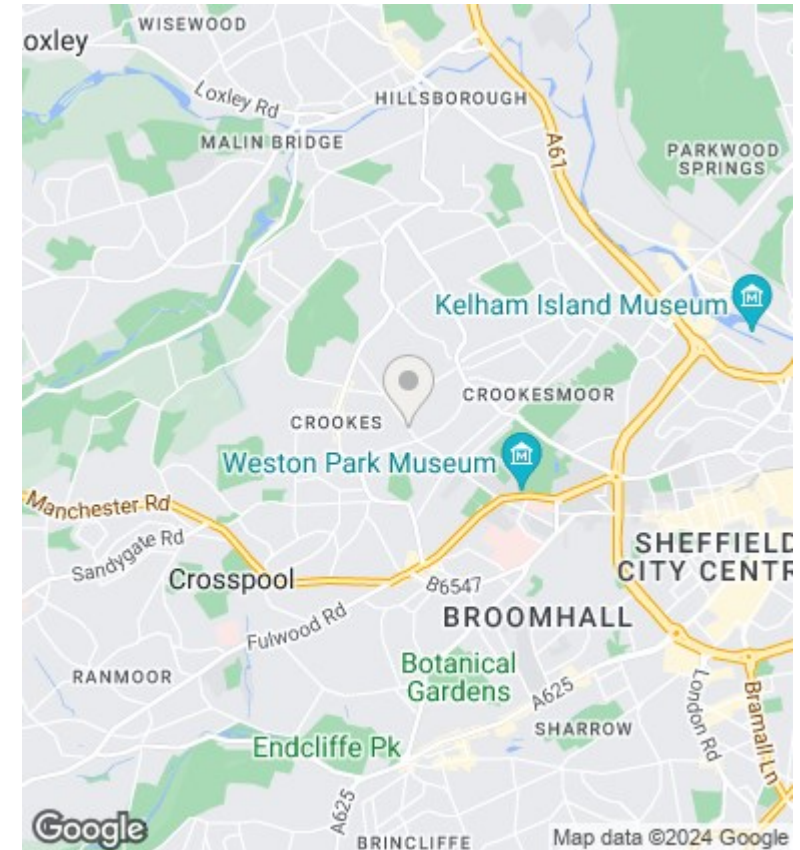 WISEWOOD
oxley
Loxley Rd
HILLSBOROUGH
MALIN BRIDGE
A61
PARKWOOD
SPRINGS
Kelham Island Museum
CROOKESMOOR
CROOKES
Weston Park Museum
Manchester Rd
Sandygate Rd
SHEFFIELD
CITY CENTR
Crosspool
B6547
BROOMHALL
Fulwood Rd
RANMOOR
Botanical
Gardens
A625
London Rd
Bramall Ln
SHARROW
Endcliffe Pk
A625
BRINCLIFFE
Google
Map data ©2024 Google